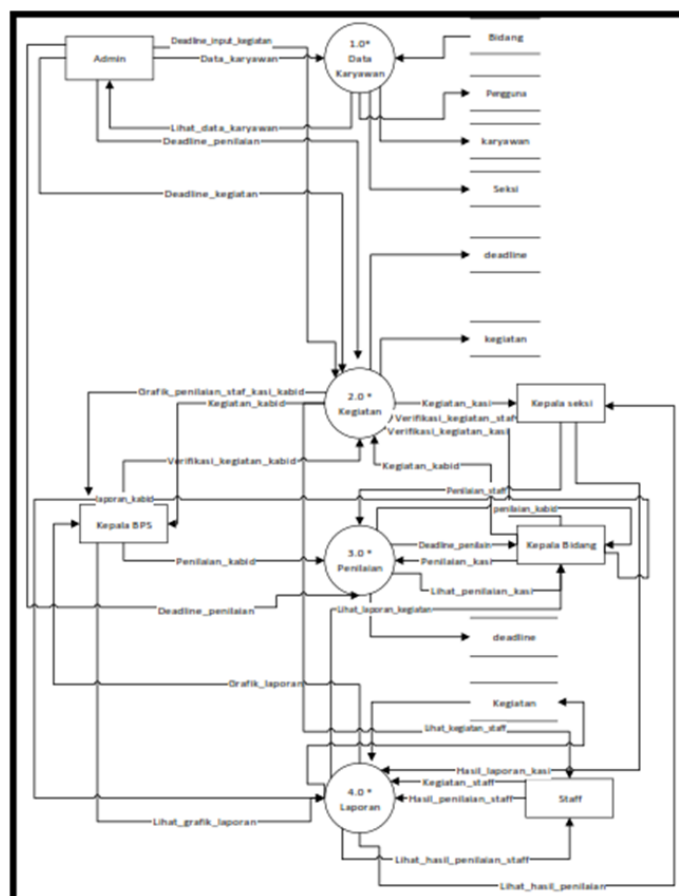 Deadline_input_kegiatan
Admin
Data_karyawan
1.0*
Data
Karyawan
Bidang
Pengguna
Lihat_data_karyawan
Deadline_penilaian
karyawan
Deadline_kegiatan
Seksi
deadline
kegiatan
Grafik_penilaian_staf_kasi_kabid
Kegiatan_kabid
2.0 *
Kegiatan
Kegiatan_kasi
Kepala seksi
Verifikasi_kegiatan_staf
Verifikasi_kegiatan_kasi
Verifikasi_kegiatan_kabid
Kegiatan_kabid
Penilaian_staff
laporan_kabid
penilaian_kabid
Kepala BPS
3.0 *
Penilaian
Deadline_penilain
Kepala Bidang
Penilaian_kabid
Penilaian_kasi
Lihat_penilaian_kasi
Deadline_penilaian
Lihat_laporan_kegiatan
deadline
Grafik_laporan
Kegiatan
Lihat_kegiatan_staff
Hasil_laporan_kasi
Kegiatan_staff
4.0 *
Laporan
Hasil_penilaian_staff
Staff
Lihat_grafik_laporan
Lihat_hasil_penilaian_staff
Lihat_hasil_penilaian